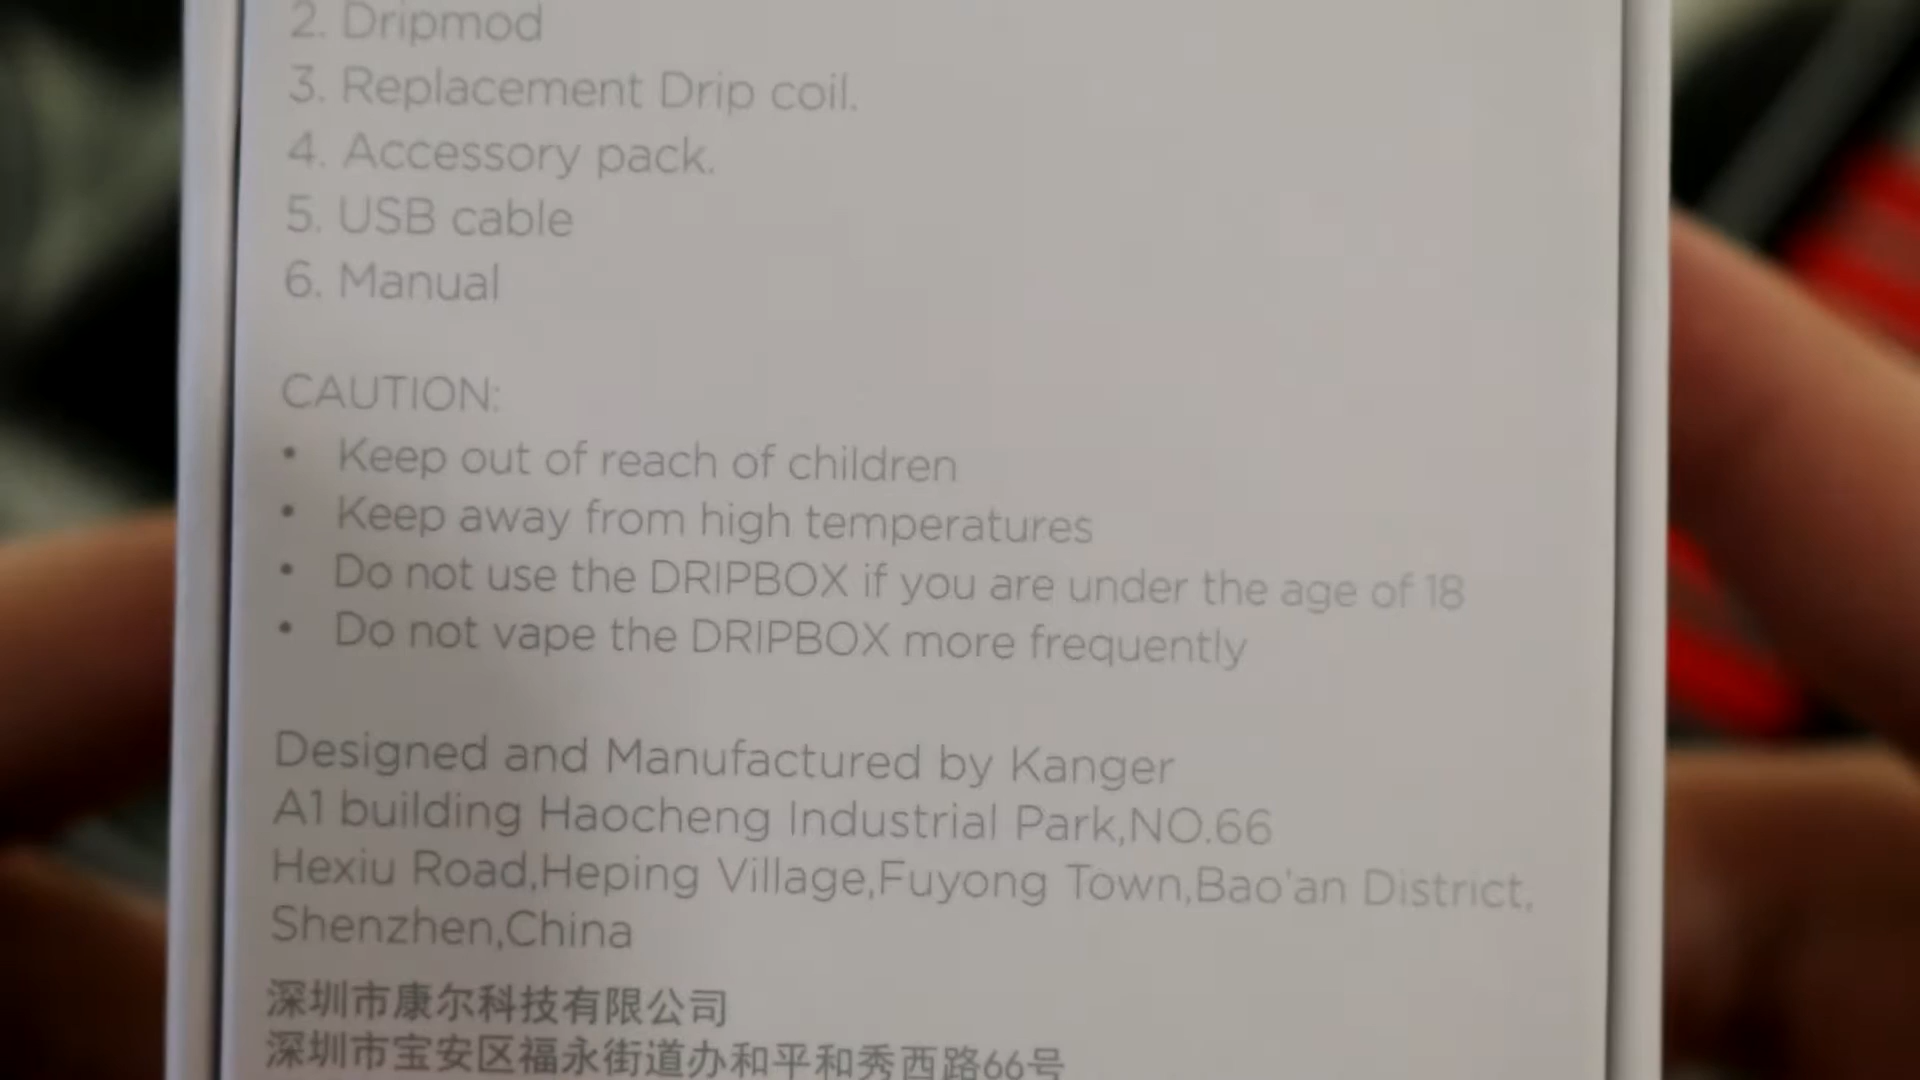 2. Dripmod
3. Replacement Drip coil.
4. Accessory pack.
5. USB cable
6. Manual
CAUTION:
• Keep out of reach of children
• Keep away from high temperatures
• Do not use the DRIPBOX if you are under the age of 18
• Do not vape the DRIPBOX more frequently
Designed and Manufactured by Kanger
A1 building Haocheng Industrial Park,NO.66
Hexiu Road,Heping Village,Fuyong Town,Bao'an District,
Shenzhen,China
深圳市康尔科技有限公司
深圳市宝安区福永街道办和平和秀西路66号